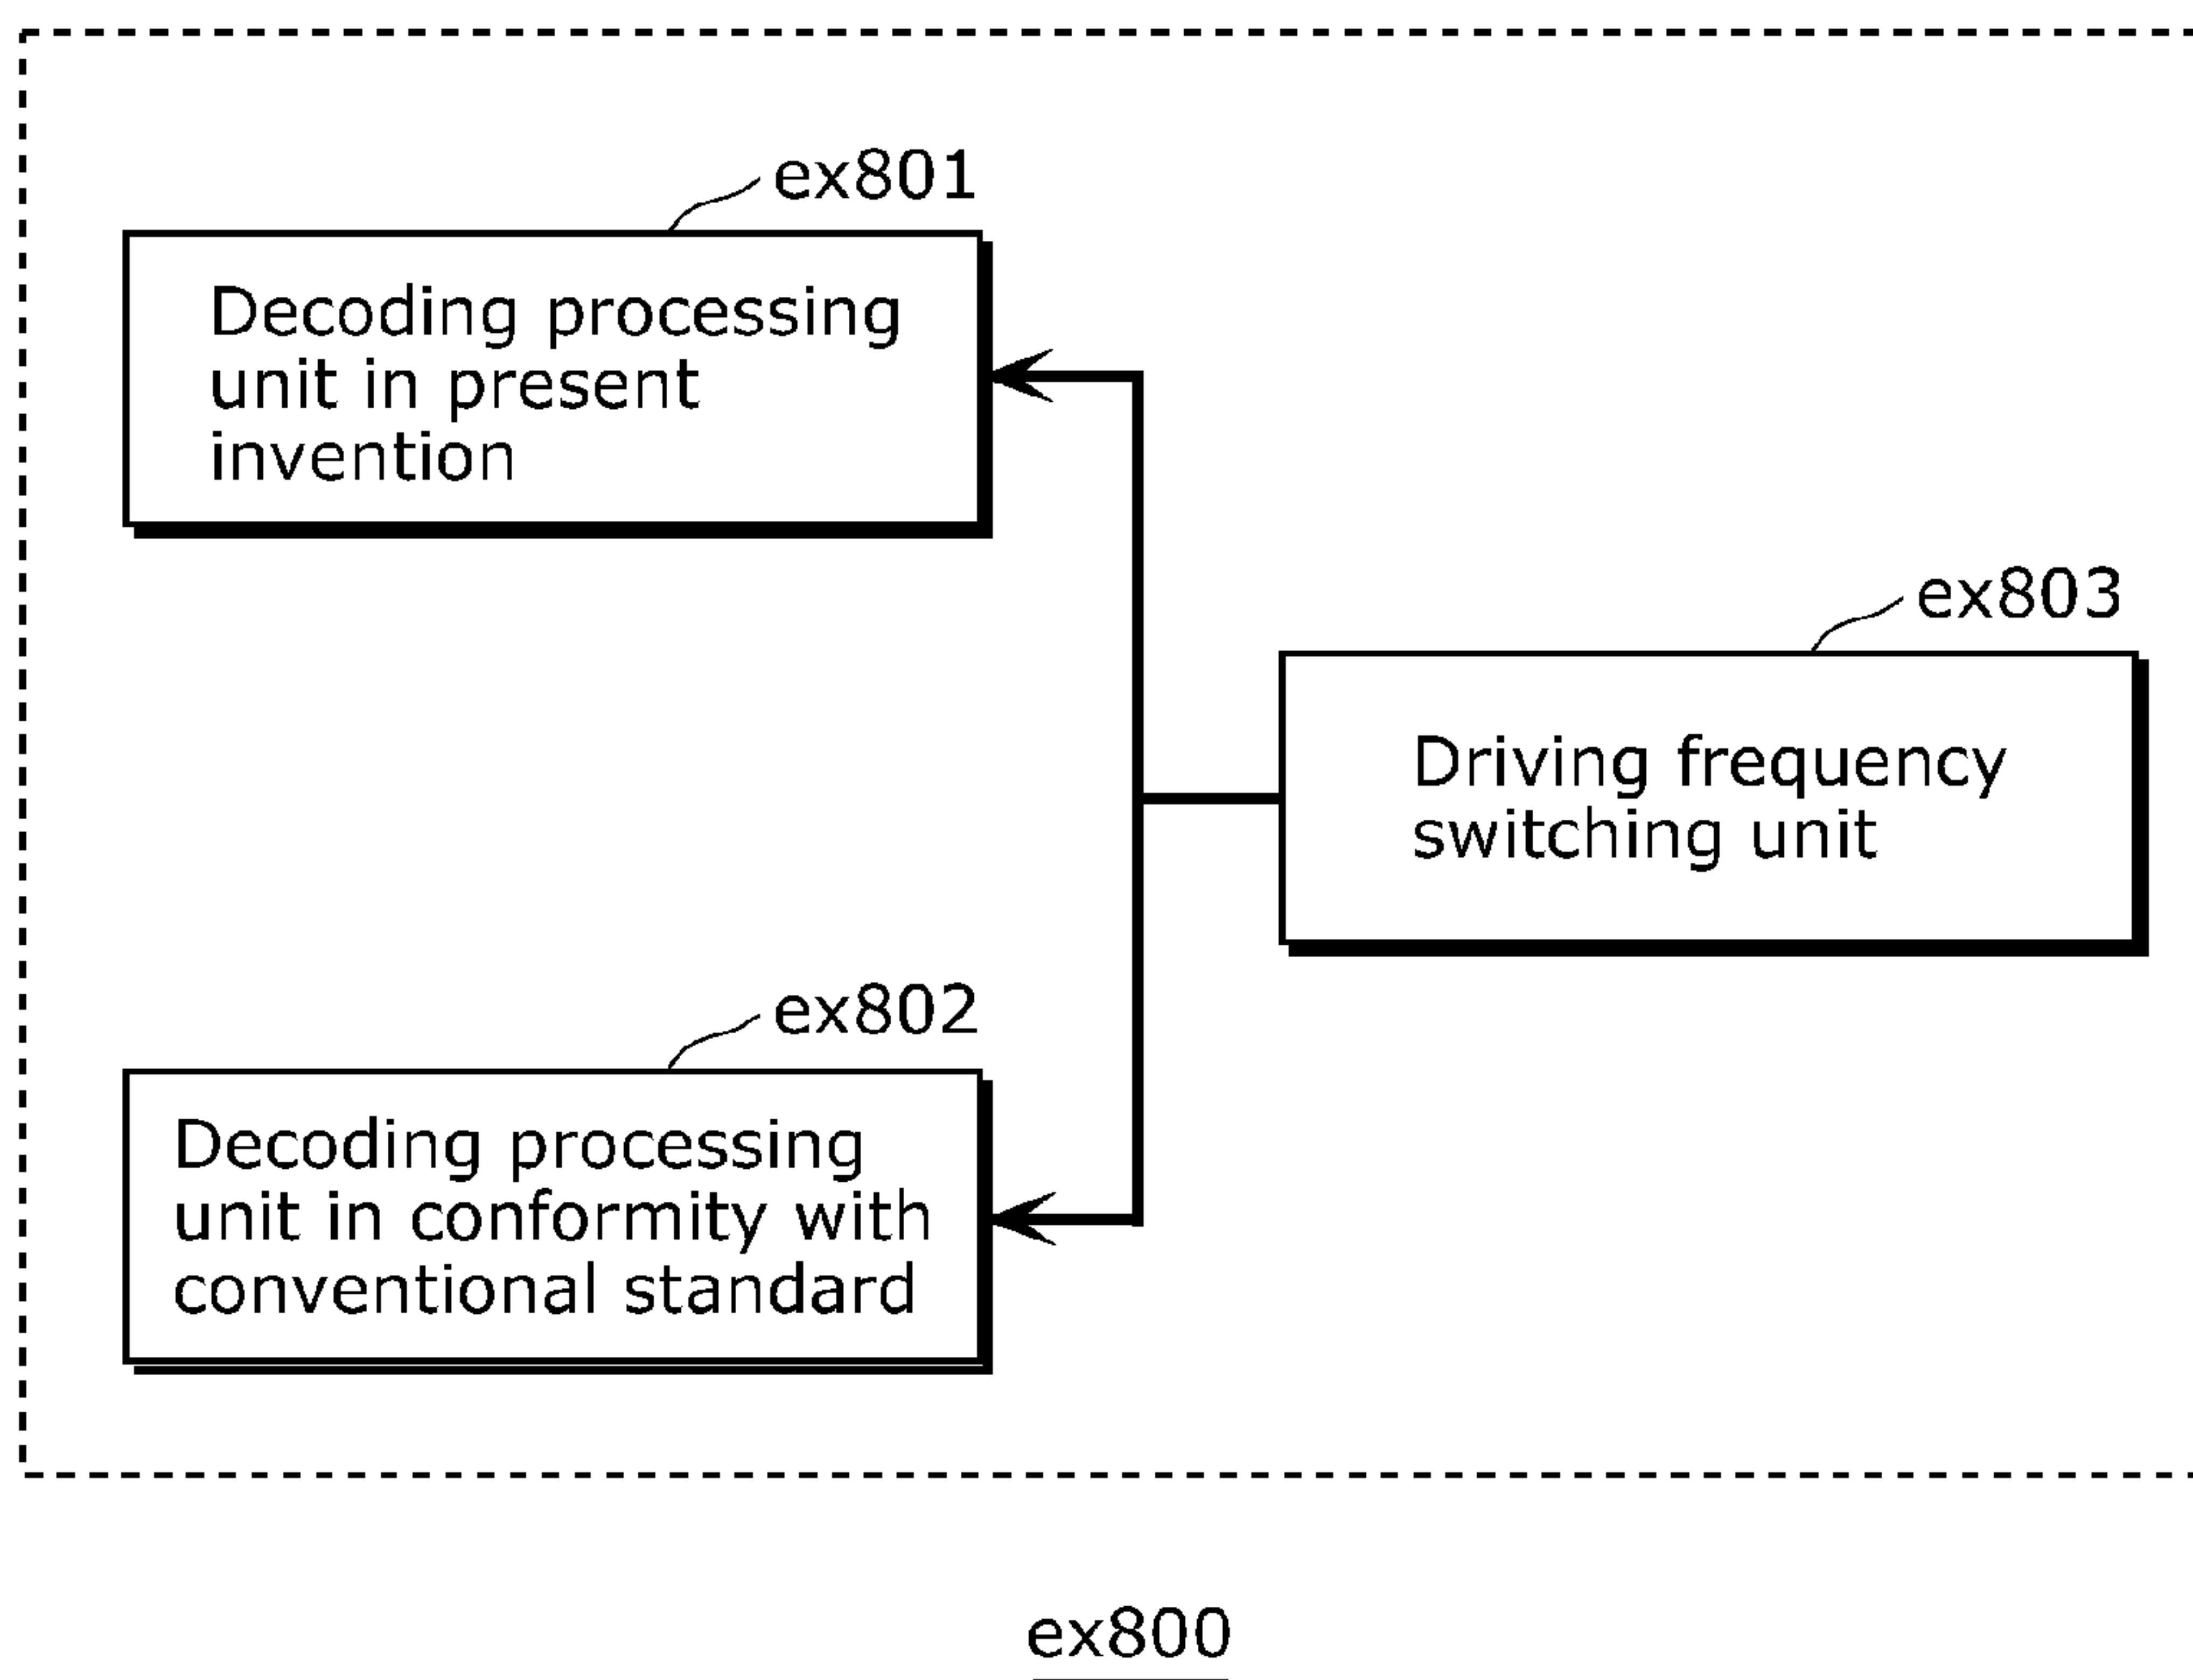 ex801
Decoding processing
unit in present
invention
ex803
Driving frequency
switching unit
ex802
Decoding processing
unit in conformity with
conventional standard
ex800